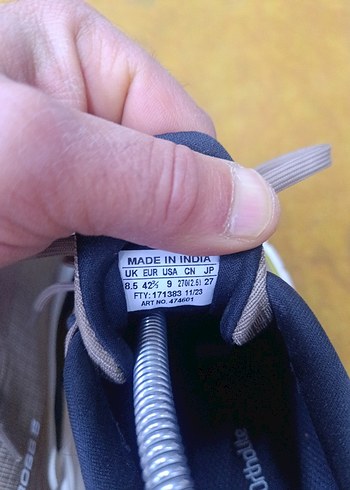 MADE IN INDIA
UK EUR USA CN JP
8.5 42⅔ 9 270(2.5) 27
FTY: 171383 11/23
ART NO. 474601